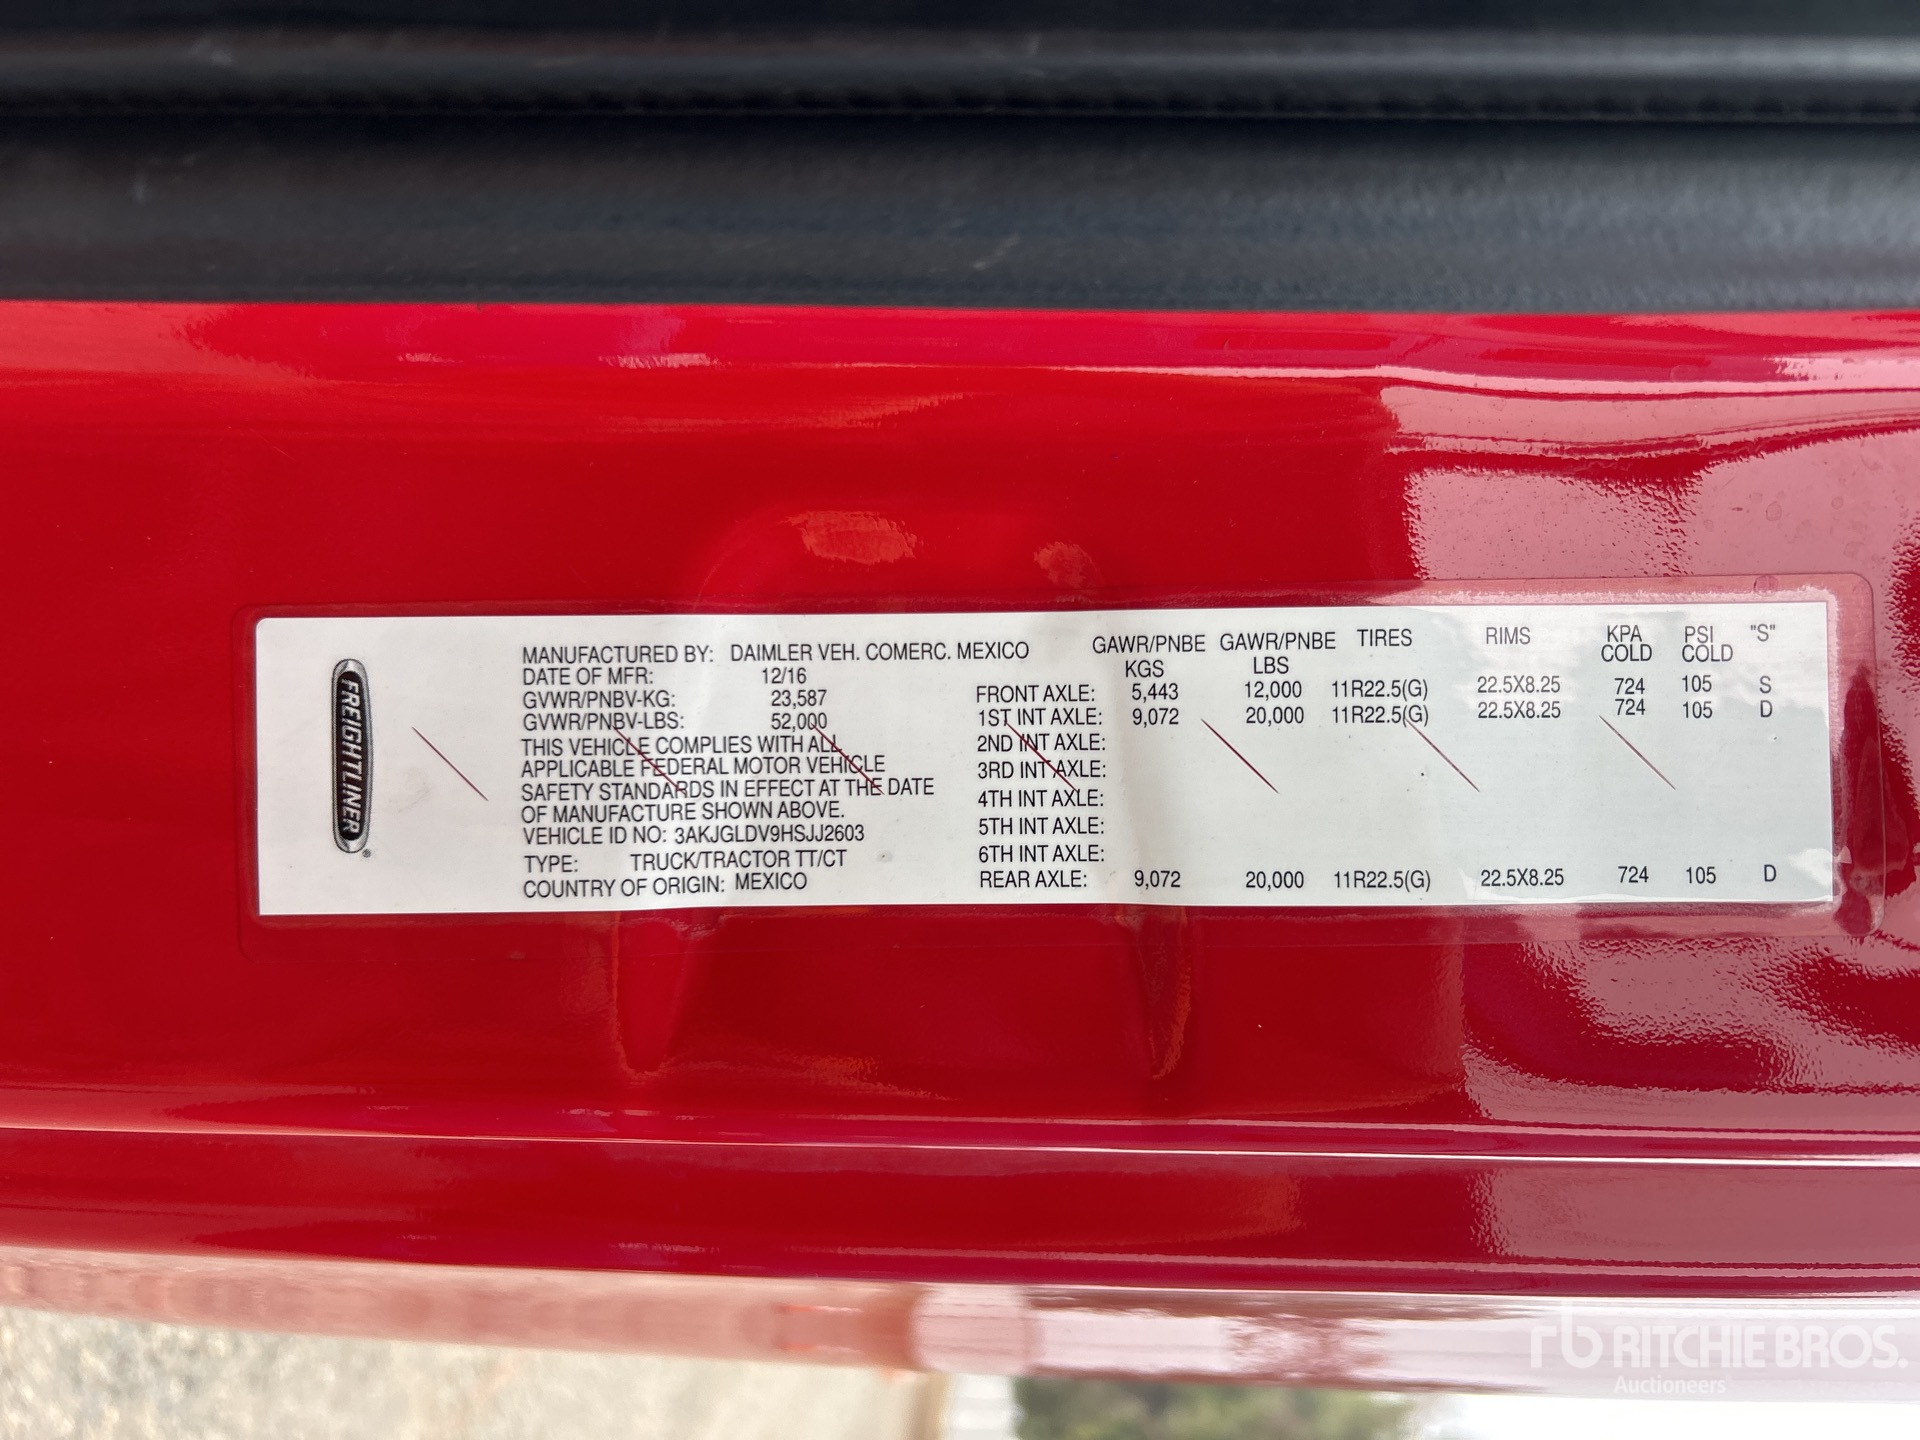 FREIGHTLINER®
MANUFACTURED BY: DAIMLER VEH. COMERC. MEXICO
DATE OF MFR: 12/16
GVWR/PNBV-KG: 23,587
GVWR/PNBV-LBS: 52,000
THIS VEHICLE COMPLIES WITH ALL
APPLICABLE FEDERAL MOTOR VEHICLE
SAFETY STANDARDS IN EFFECT AT THE DATE
OF MANUFACTURE SHOWN ABOVE.
VEHICLE ID NO: 3AKJGLDV9HSJJ2603
TYPE: TRUCK/TRACTOR TT/CT
COUNTRY OF ORIGIN: MEXICO
GAWR/PNBE GAWR/PNBE TIRES RIMS KPA PSI "S"
KGS LBS COLD COLD
FRONT AXLE: 5,443 12,000 11R22.5(G) 22.5X8.25 724 105 S
1ST INT AXLE: 9,072 20,000 11R22.5(G) 22.5X8.25 724 105 D
2ND INT AXLE:
3RD INT AXLE:
4TH INT AXLE:
5TH INT AXLE:
6TH INT AXLE:
REAR AXLE: 9,072 20,000 11R22.5(G) 22.5X8.25 724 105 D
rb RITCHIE BROS.
Auctioneers